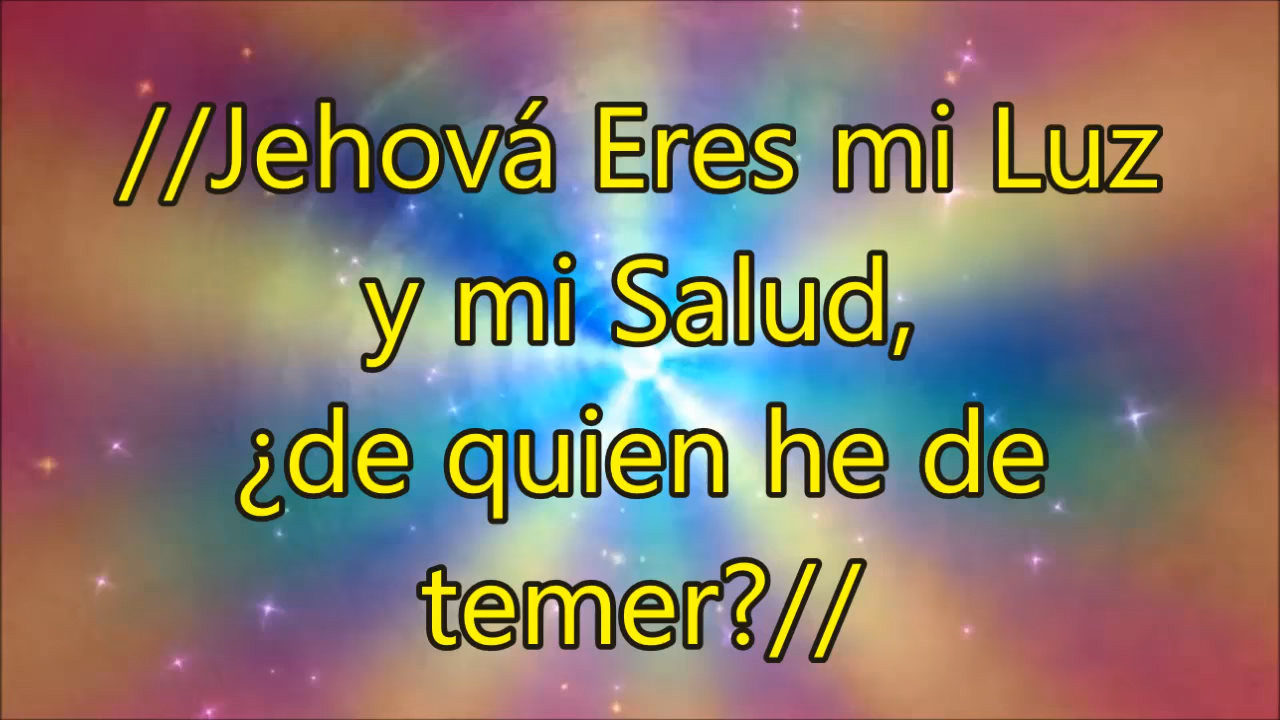 //Jehová Eres mi Luz
y mi Salud,
¿de quien he de
temer?//